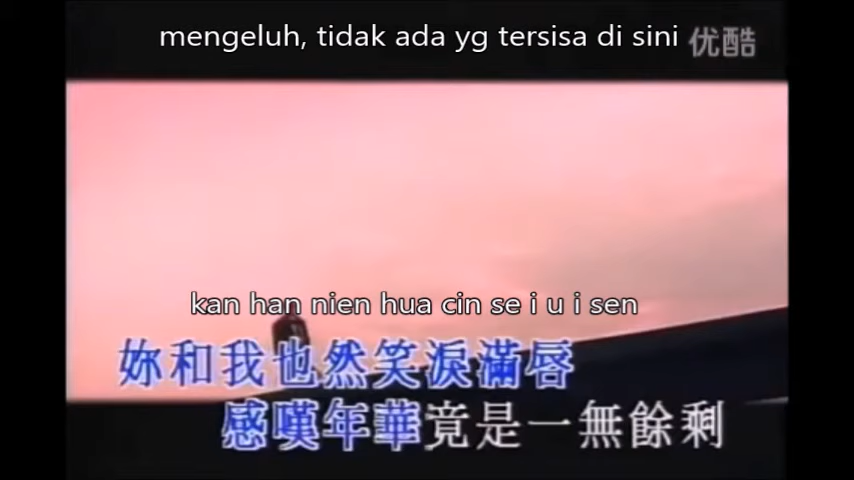 mengeluh, tidak ada yg tersisa di sini
优酷
kan han nien hua cin se i u i sen
妳和我也然笑淚滿唇
感嘆年華竟是一無餘剩